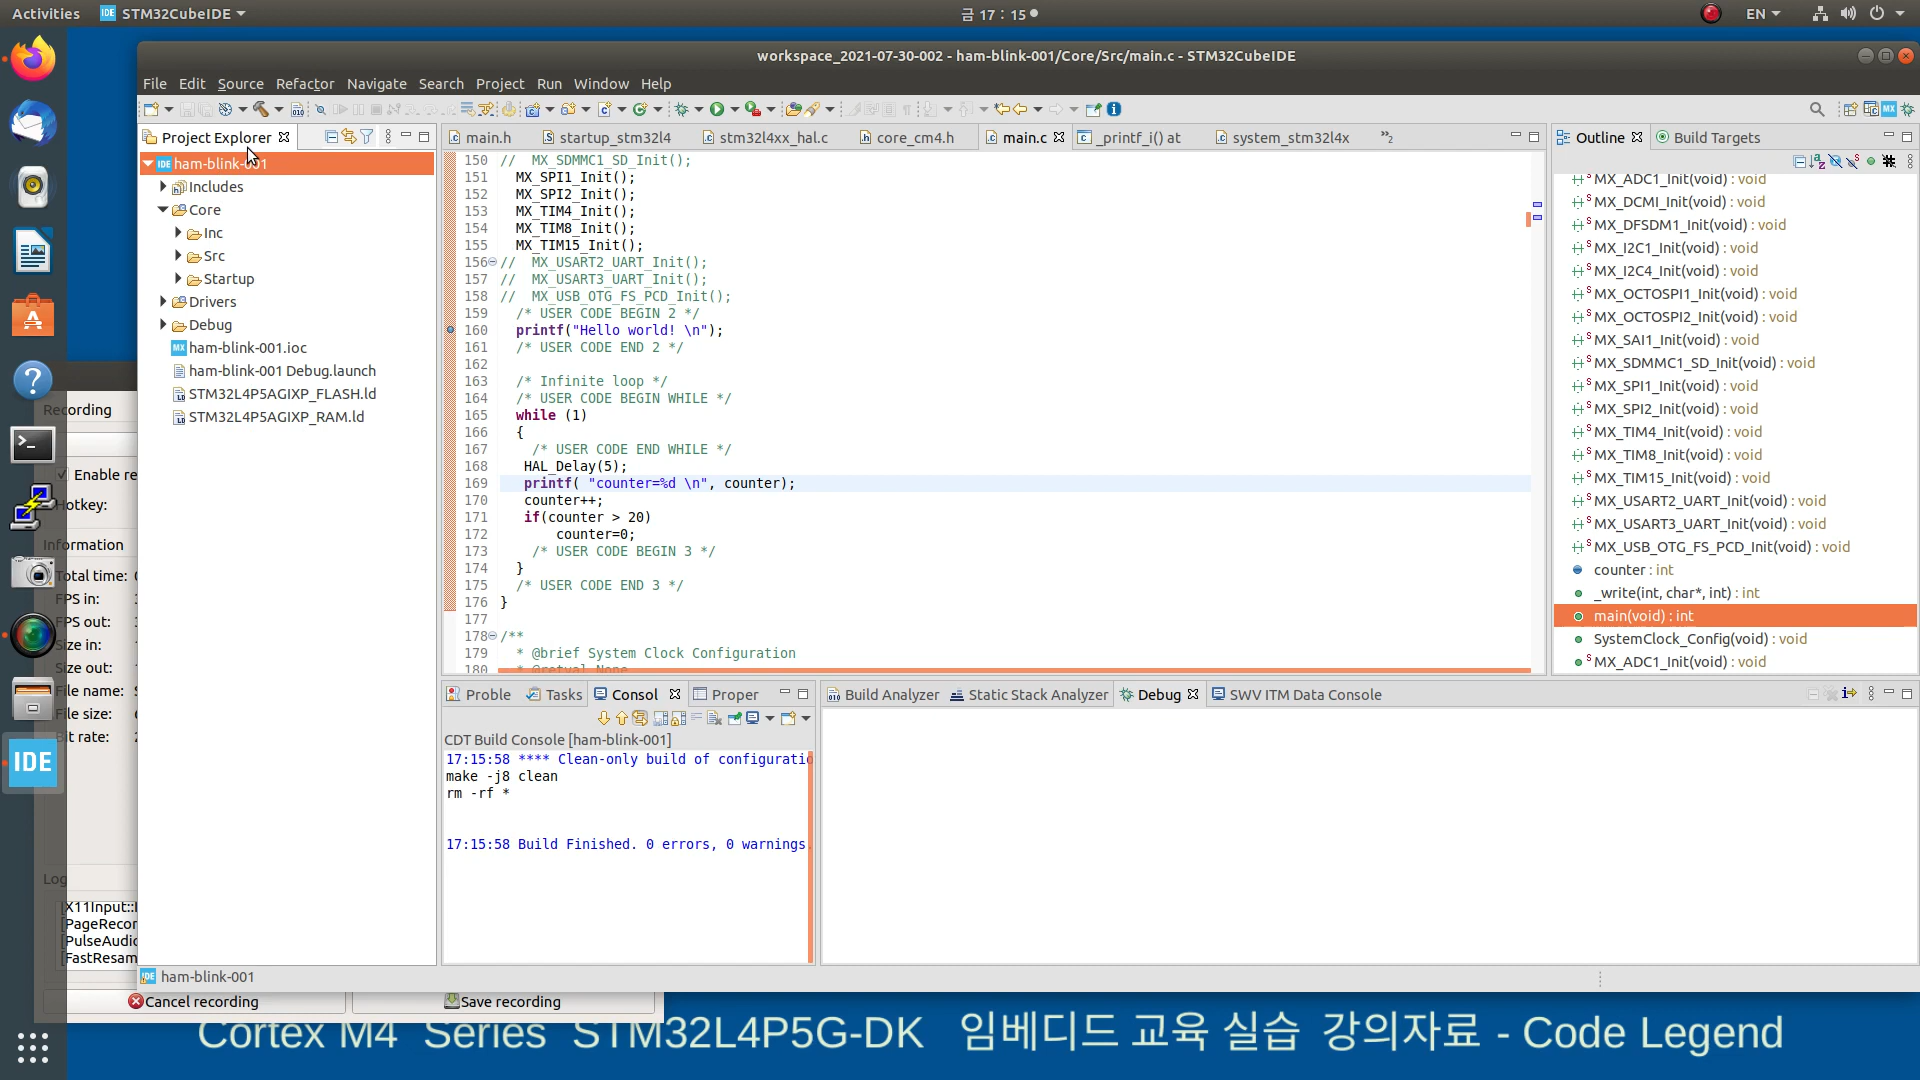 Activities STM32CubeIDE 금 17 : 15 EN
workspace_2021-07-30-002 - ham-blink-001/Core/Src/main.c - STM32CubeIDE
File Edit Source Refactor Navigate Search Project Run Window Help
Project Explorer
ham-blink-001
Includes
Core
Inc
Src
Startup
Drivers
Debug
ham-blink-001.ioc
ham-blink-001 Debug.launch
STM32L4P5AGIXP_FLASH.ld
STM32L4P5AGIXP_RAM.ld
main.h startup_stm32l4 stm32l4xx_hal.c core_cm4.h main.c _printf_i() at system_stm32l4x »2
150 // MX_SDMMC1_SD_Init();
151 MX_SPI1_Init();
152 MX_SPI2_Init();
153 MX_TIM4_Init();
154 MX_TIM8_Init();
155 MX_TIM15_Init();
156 // MX_USART2_UART_Init();
157 // MX_USART3_UART_Init();
158 // MX_USB_OTG_FS_PCD_Init();
159 /* USER CODE BEGIN 2 */
160 printf("Hello world! \n");
161 /* USER CODE END 2 */
162
163 /* Infinite loop */
164 /* USER CODE BEGIN WHILE */
165 while (1)
166 {
167 /* USER CODE END WHILE */
168 HAL_Delay(5);
169 printf( "counter=%d \n", counter);
170 counter++;
171 if(counter > 20)
172 counter=0;
173 /* USER CODE BEGIN 3 */
174 }
175 /* USER CODE END 3 */
176 }
177
178 /**
179 * @brief System Clock Configuration
180 * @retval None
Outline Build Targets
MX_ADC1_Init(void) : void
MX_DCMI_Init(void) : void
MX_DFSDM1_Init(void) : void
MX_I2C1_Init(void) : void
MX_I2C4_Init(void) : void
MX_OCTOSPI1_Init(void) : void
MX_OCTOSPI2_Init(void) : void
MX_SAI1_Init(void) : void
MX_SDMMC1_SD_Init(void) : void
MX_SPI1_Init(void) : void
MX_SPI2_Init(void) : void
MX_TIM4_Init(void) : void
MX_TIM8_Init(void) : void
MX_TIM15_Init(void) : void
MX_USART2_UART_Init(void) : void
MX_USART3_UART_Init(void) : void
MX_USB_OTG_FS_PCD_Init(void) : void
counter : int
_write(int, char*, int) : int
main(void) : int
SystemClock_Config(void) : void
MX_ADC1_Init(void) : void
Proble Tasks Consol Proper
CDT Build Console [ham-blink-001]
17:15:58 **** Clean-only build of configuratio
make -j8 clean
rm -rf *
17:15:58 Build Finished. 0 errors, 0 warnings.
Build Analyzer Static Stack Analyzer Debug SWV ITM Data Console
ham-blink-001
Recording
Enable re
Hotkey:
Information
Total time:
FPS in:
FPS out:
Size in:
Size out:
File name:
File size:
Bit rate:
Log
[X11Input::
[PageRecor
[PulseAudio
[FastResam
Cancel recording Save recording
IDE
Cortex M4 Series STM32L4P5G-DK 임베디드 교육 실습 강의자료 - Code Legend